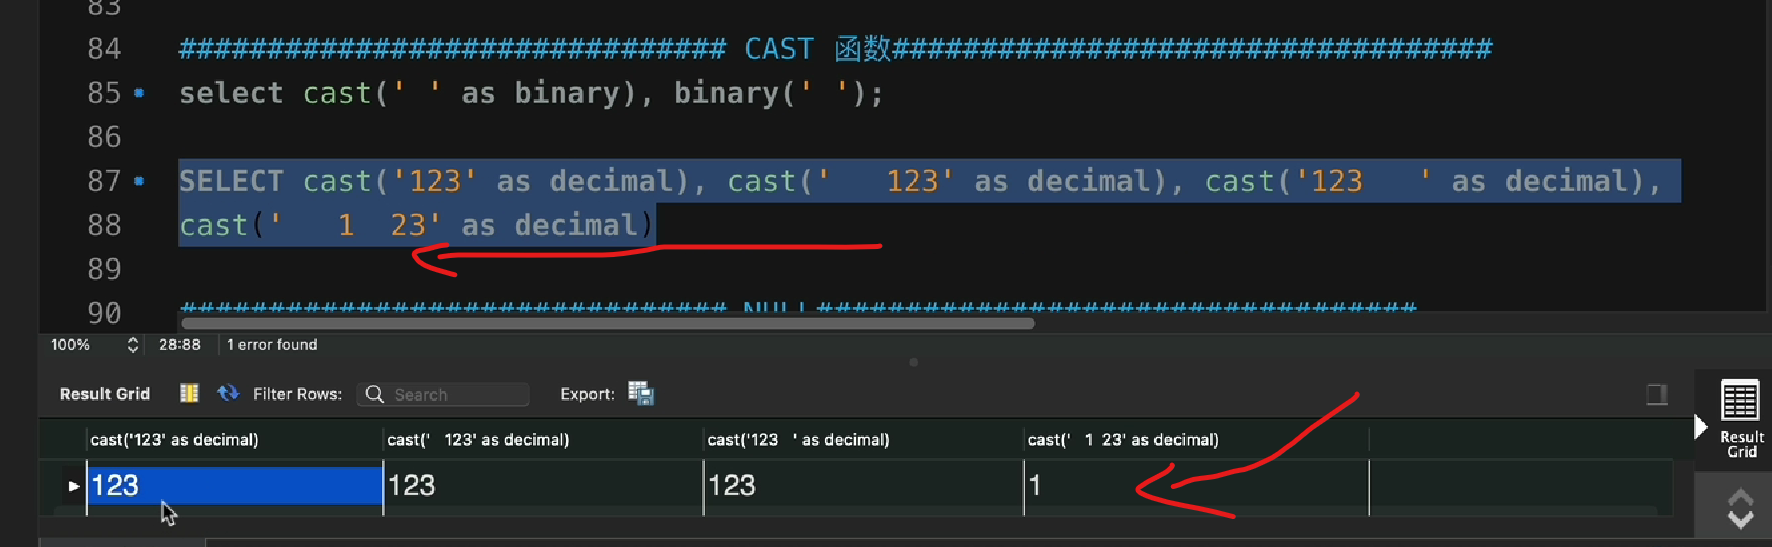 83
84 ############################### CAST 函数##################################
85 select cast(' ' as binary), binary(' ');
86
87 SELECT cast('123' as decimal), cast('   123' as decimal), cast('123   ' as decimal),
88 cast('   1  23' as decimal)
89
90 ############################### NULL##################################
100% 28:88 1 error found
Result Grid Filter Rows: Search Export:
cast('123' as decimal) cast('   123' as decimal) cast('123   ' as decimal) cast('   1  23' as decimal)
123 123 123 1
Result
Grid